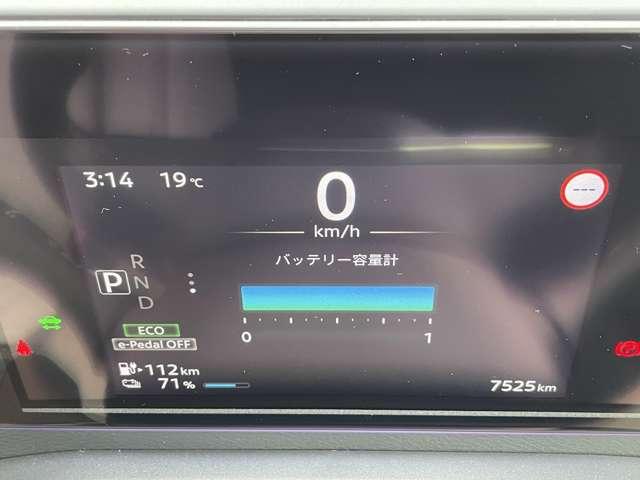 3:14 19℃
0
km/h
---
バッテリー容量計
R
P N
D
0 1
ECO
e-Pedal OFF
112km
71%
7525km